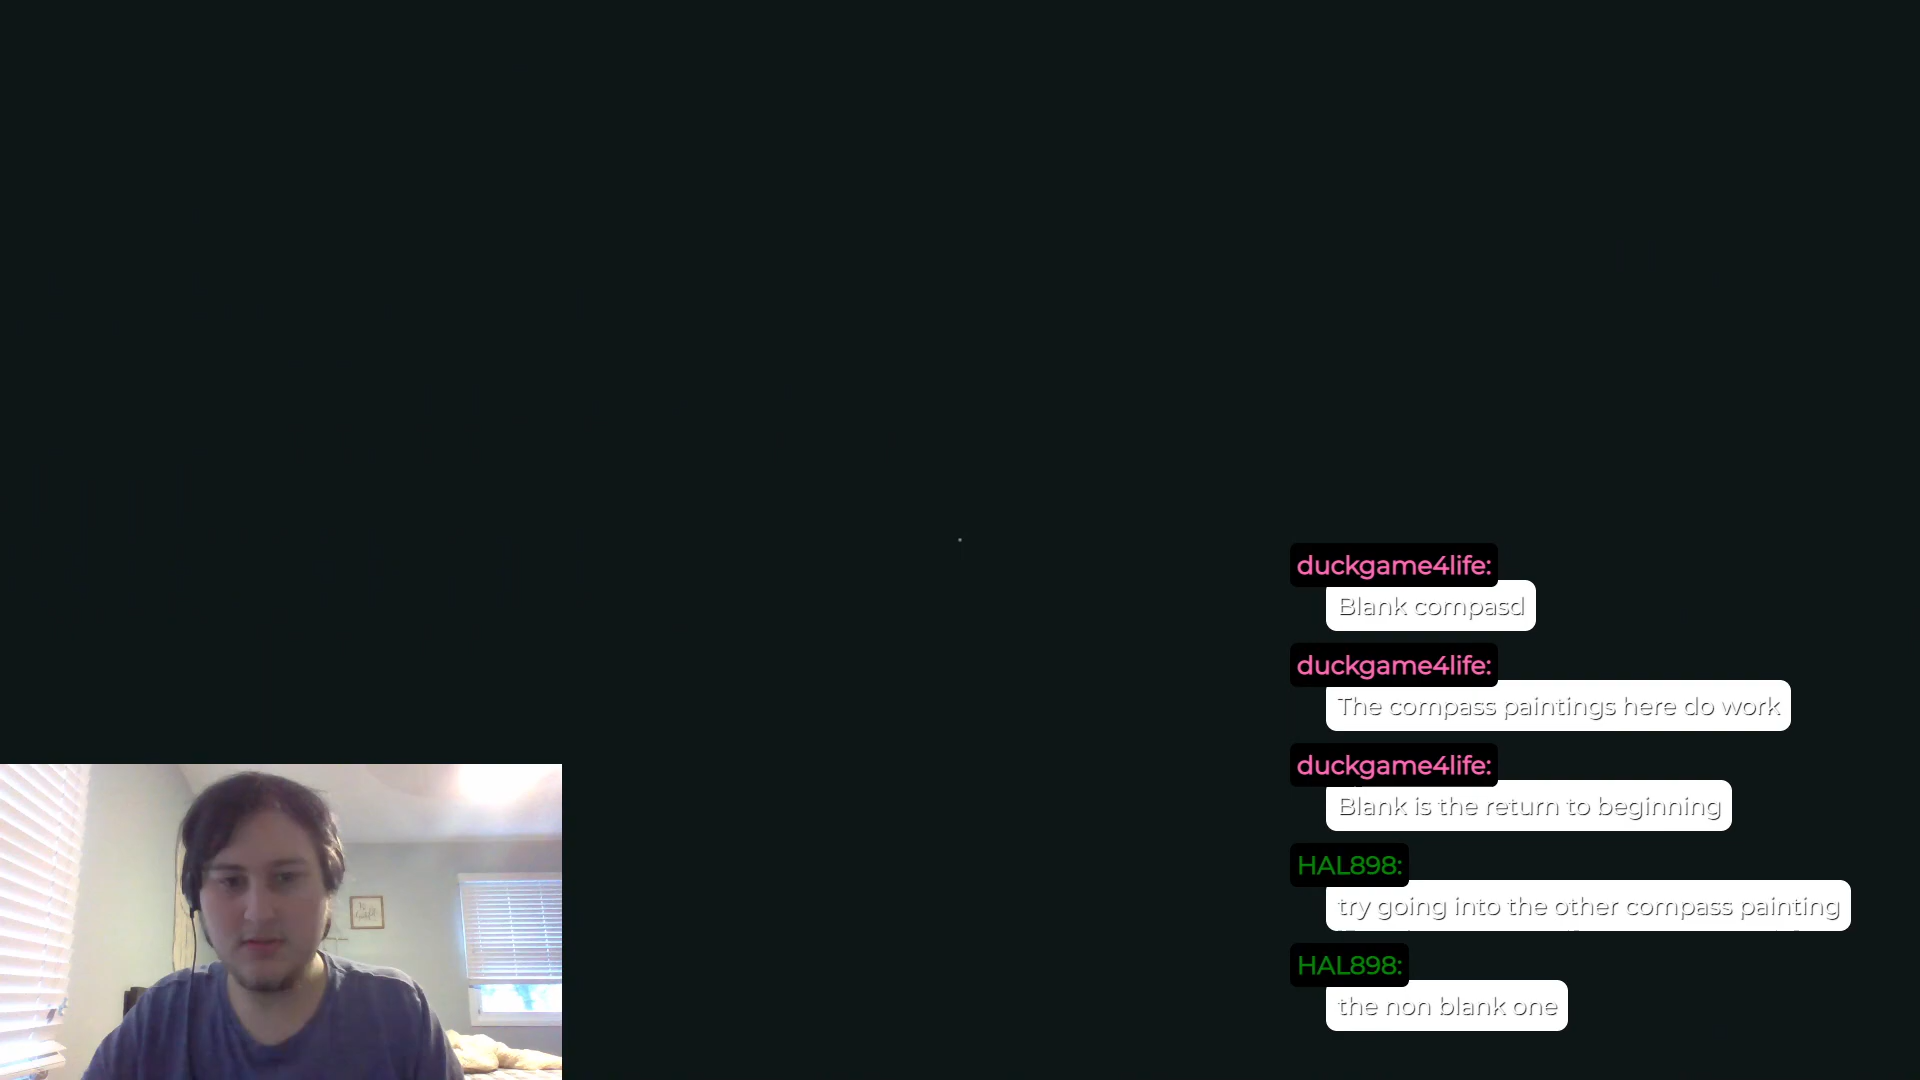 duckgame4life:
Blank compasd
duckgame4life:
The compass paintings here do work
duckgame4life:
Blank is the return to beginning
HAL898:
try going into the other compass painting
HAL898:
the non blank one